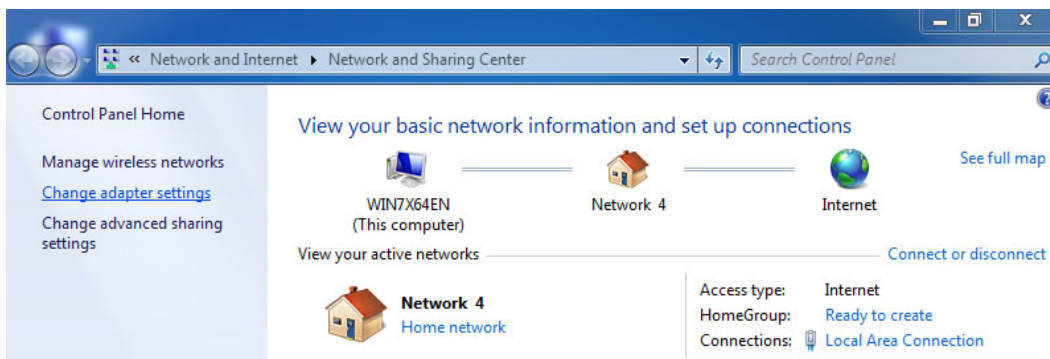 « Network and Internet ▸ Network and Sharing Center
Search Control Panel
Control Panel Home
Manage wireless networks
Change adapter settings
Change advanced sharing
settings
View your basic network information and set up connections
See full map
WIN7X64EN
(This computer)
Network 4
Internet
View your active networks
Connect or disconnect
Network 4
Home network
Access type: Internet
HomeGroup: Ready to create
Connections: Local Area Connection